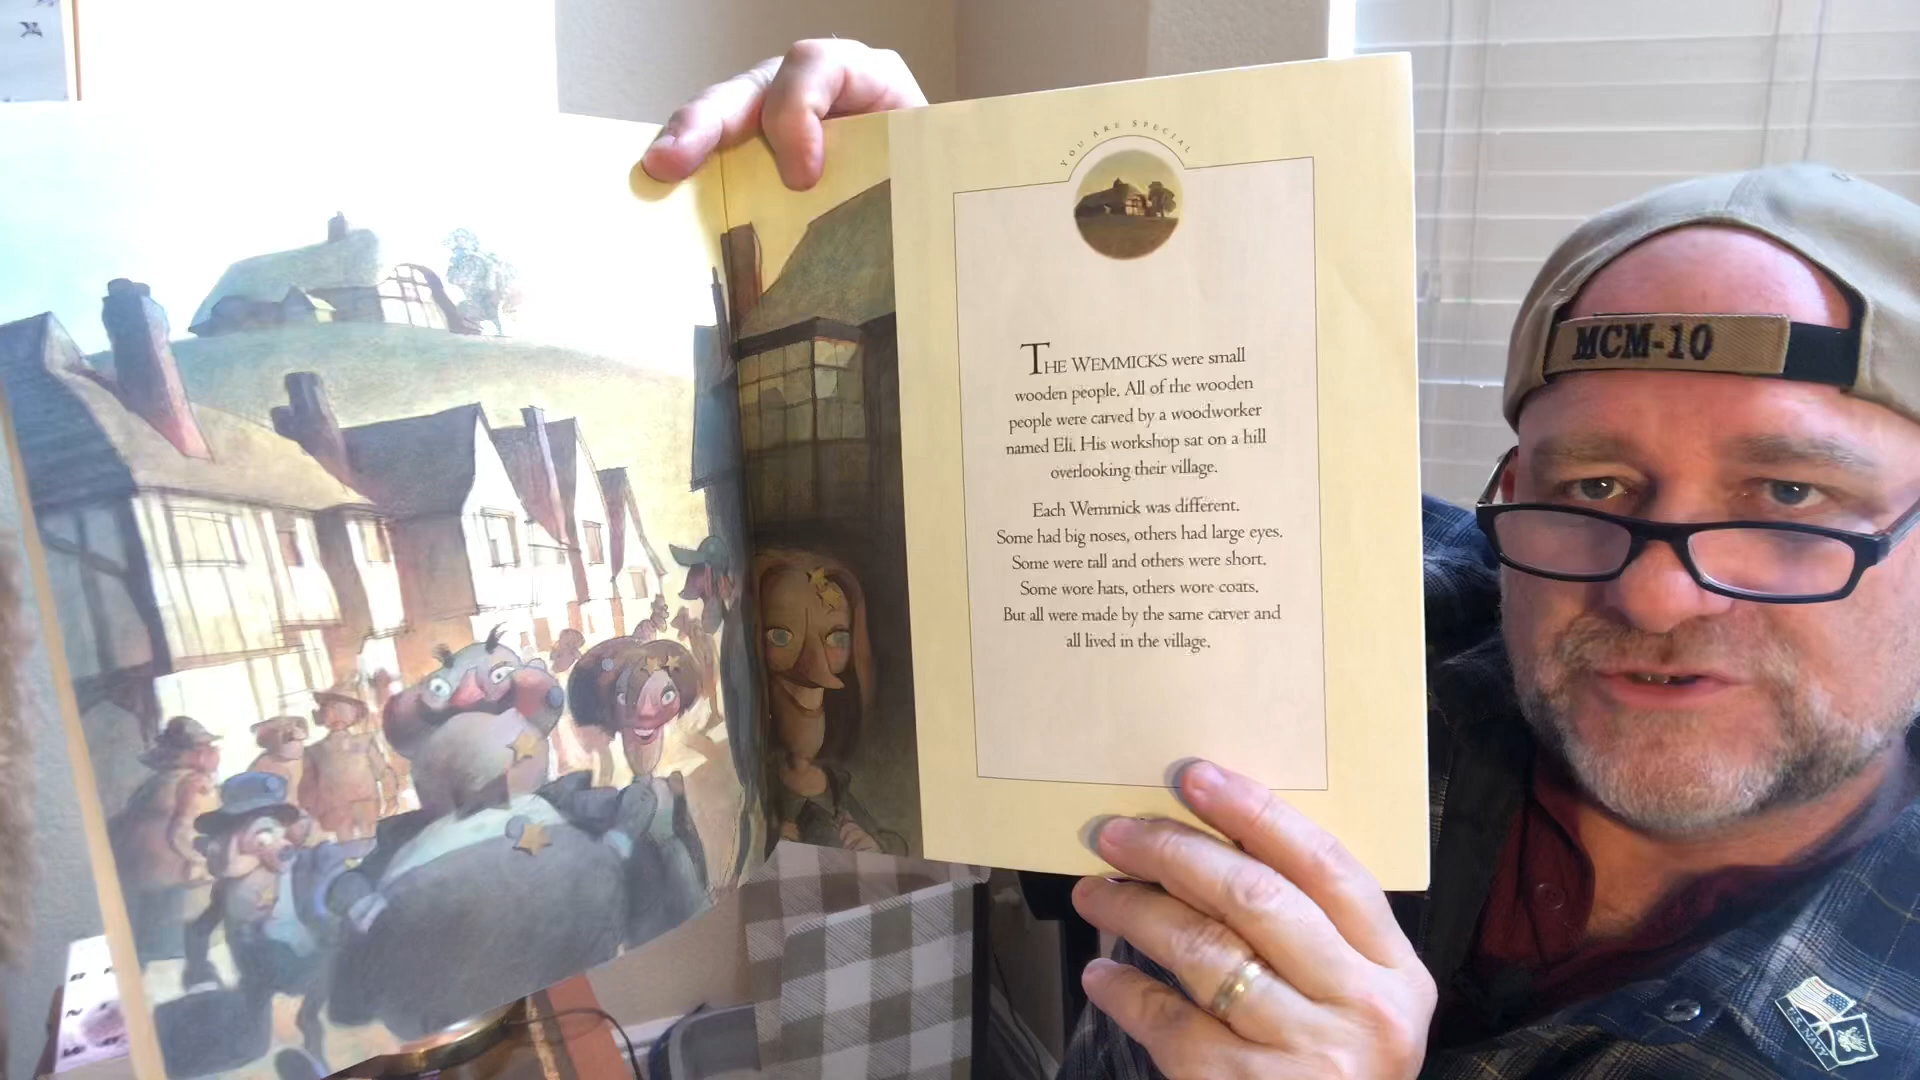 YOU ARE SPECIAL
THE WEMMICKS were small
wooden people. All of the wooden
people were carved by a woodworker
named Eli. His workshop sat on a hill
overlooking their village.
Each Wemmick was different.
Some had big noses, others had large eyes.
Some were tall and others were short.
Some wore hats, others wore coats.
But all were made by the same carver and
all lived in the village.
MCM-10
U.S. NAVY